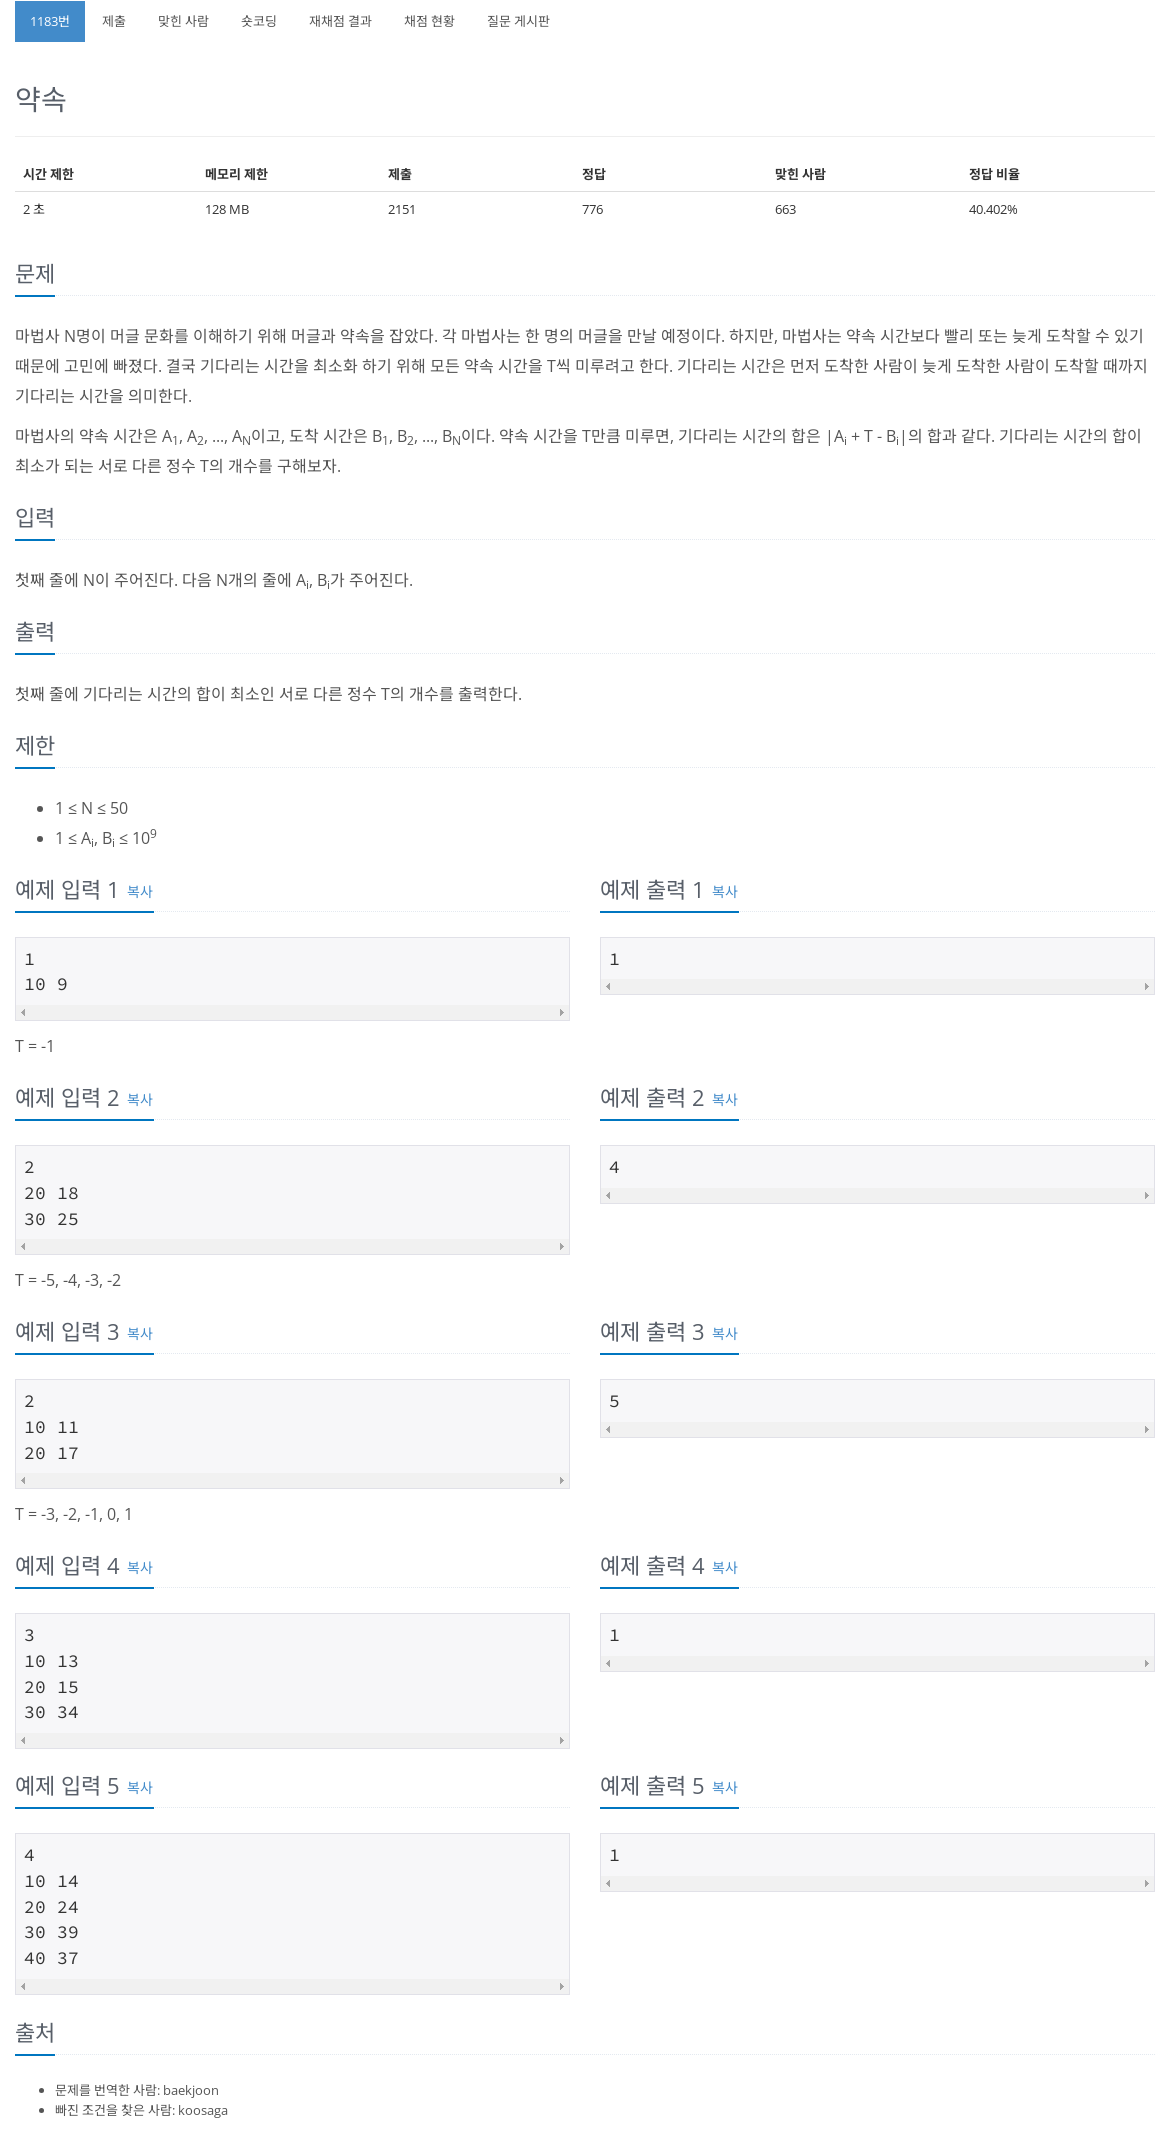 1183번 제출 맞힌 사람 숏코딩 재채점 결과 채점 현황 질문 게시판
약속
시간 제한 메모리 제한 제출 정답 맞힌 사람 정답 비율
2 초 128 MB 2151 776 663 40.402%
문제
마법사 N명이 머글 문화를 이해하기 위해 머글과 약속을 잡았다. 각 마법사는 한 명의 머글을 만날 예정이다. 하지만, 마법사는 약속 시간보다 빨리 또는 늦게 도착할 수 있기
때문에 고민에 빠졌다. 결국 기다리는 시간을 최소화 하기 위해 모든 약속 시간을 T씩 미루려고 한다. 기다리는 시간은 먼저 도착한 사람이 늦게 도착한 사람이 도착할 때까지
기다리는 시간을 의미한다.
마법사의 약속 시간은 A1, A2, ..., AN이고, 도착 시간은 B1, B2, ..., BN이다. 약속 시간을 T만큼 미루면, 기다리는 시간의 합은 |Ai + T - Bi|의 합과 같다. 기다리는 시간의 합이
최소가 되는 서로 다른 정수 T의 개수를 구해보자.
입력
첫째 줄에 N이 주어진다. 다음 N개의 줄에 Ai, Bi가 주어진다.
출력
첫째 줄에 기다리는 시간의 합이 최소인 서로 다른 정수 T의 개수를 출력한다.
제한
• 1 ≤ N ≤ 50
• 1 ≤ Ai, Bi ≤ 10^9
예제 입력 1 복사
1
10 9
예제 출력 1 복사
1
T = -1
예제 입력 2 복사
2
20 18
30 25
예제 출력 2 복사
4
T = -5, -4, -3, -2
예제 입력 3 복사
2
10 11
20 17
예제 출력 3 복사
5
T = -3, -2, -1, 0, 1
예제 입력 4 복사
3
10 13
20 15
30 34
예제 출력 4 복사
1
예제 입력 5 복사
4
10 14
20 24
30 39
40 37
예제 출력 5 복사
1
출처
• 문제를 번역한 사람: baekjoon
• 빠진 조건을 찾은 사람: koosaga